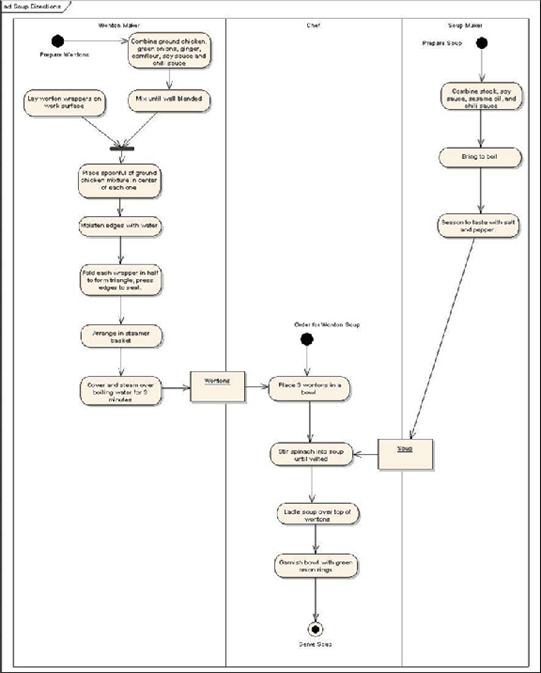 ad Soup Directions
Wonton Maker
Chef
Soup Maker
Prepare Wontons
Combine ground chicken,
green onions, ginger,
cornflour, soy sauce and
chilli sauce
Prepare Soup
Lay wonton wrappers on
work surface
Mix until well blended
Combine stock, soy
sauce, sesame oil, and
chili sauce
Bring to boil
Place spoonful of ground
chicken mixture in center
of each one
Moisten edges with water
Season to taste with salt
and pepper
Fold each wrapper in half
to form triangle, press
edges to seal.
Arrange in steamer
basket
Order for Wonton Soup
Cover and steam over
boiling water for 9
minutes
Wontons
Place 9 wontons in a
bowl
Stir spinach into soup
until wilted
Soup
Ladle soup over top of
wontons
Garnish bowl with green
onion rings
Serve Soup